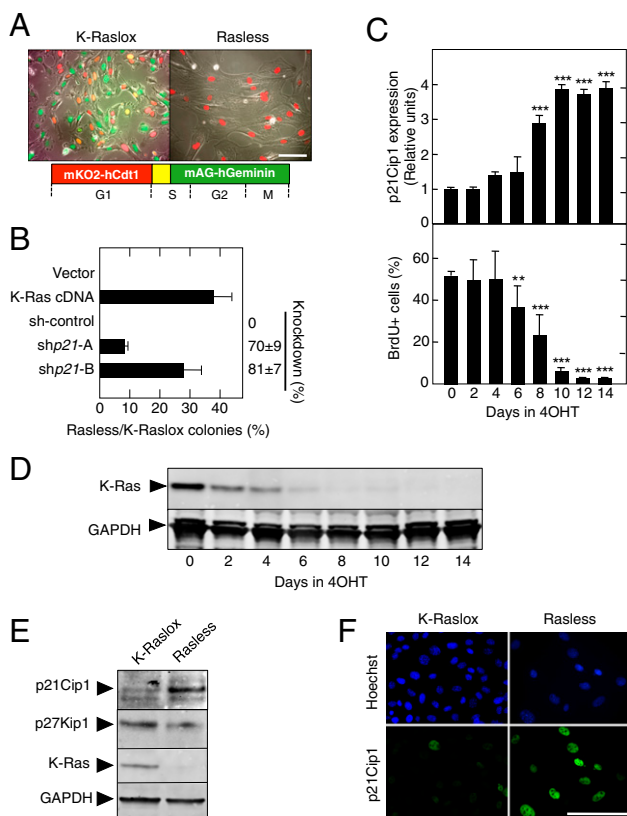 A
K-Raslox
Rasless
mKO2-hCdt1
mAG-hGeminin
G1
S
G2
M
B
Vector
K-Ras cDNA
sh-control
shp21-A
shp21-B
0
70±9
81±7
Knockdown (%)
0 10 20 30 40
Rasless/K-Raslox colonies (%)
C
p21Cip1 expression
(Relative units)
4
3
2
1
0
***
***
***
***
BrdU+ cells (%)
60
40
20
0
**
***
***
***
***
0 2 4 6 8 10 12 14
Days in 4OHT
D
K-Ras
GAPDH
0 2 4 6 8 10 12 14
Days in 4OHT
E
K-Raslox
Rasless
p21Cip1
p27Kip1
K-Ras
GAPDH
F
K-Raslox
Rasless
Hoechst
p21Cip1